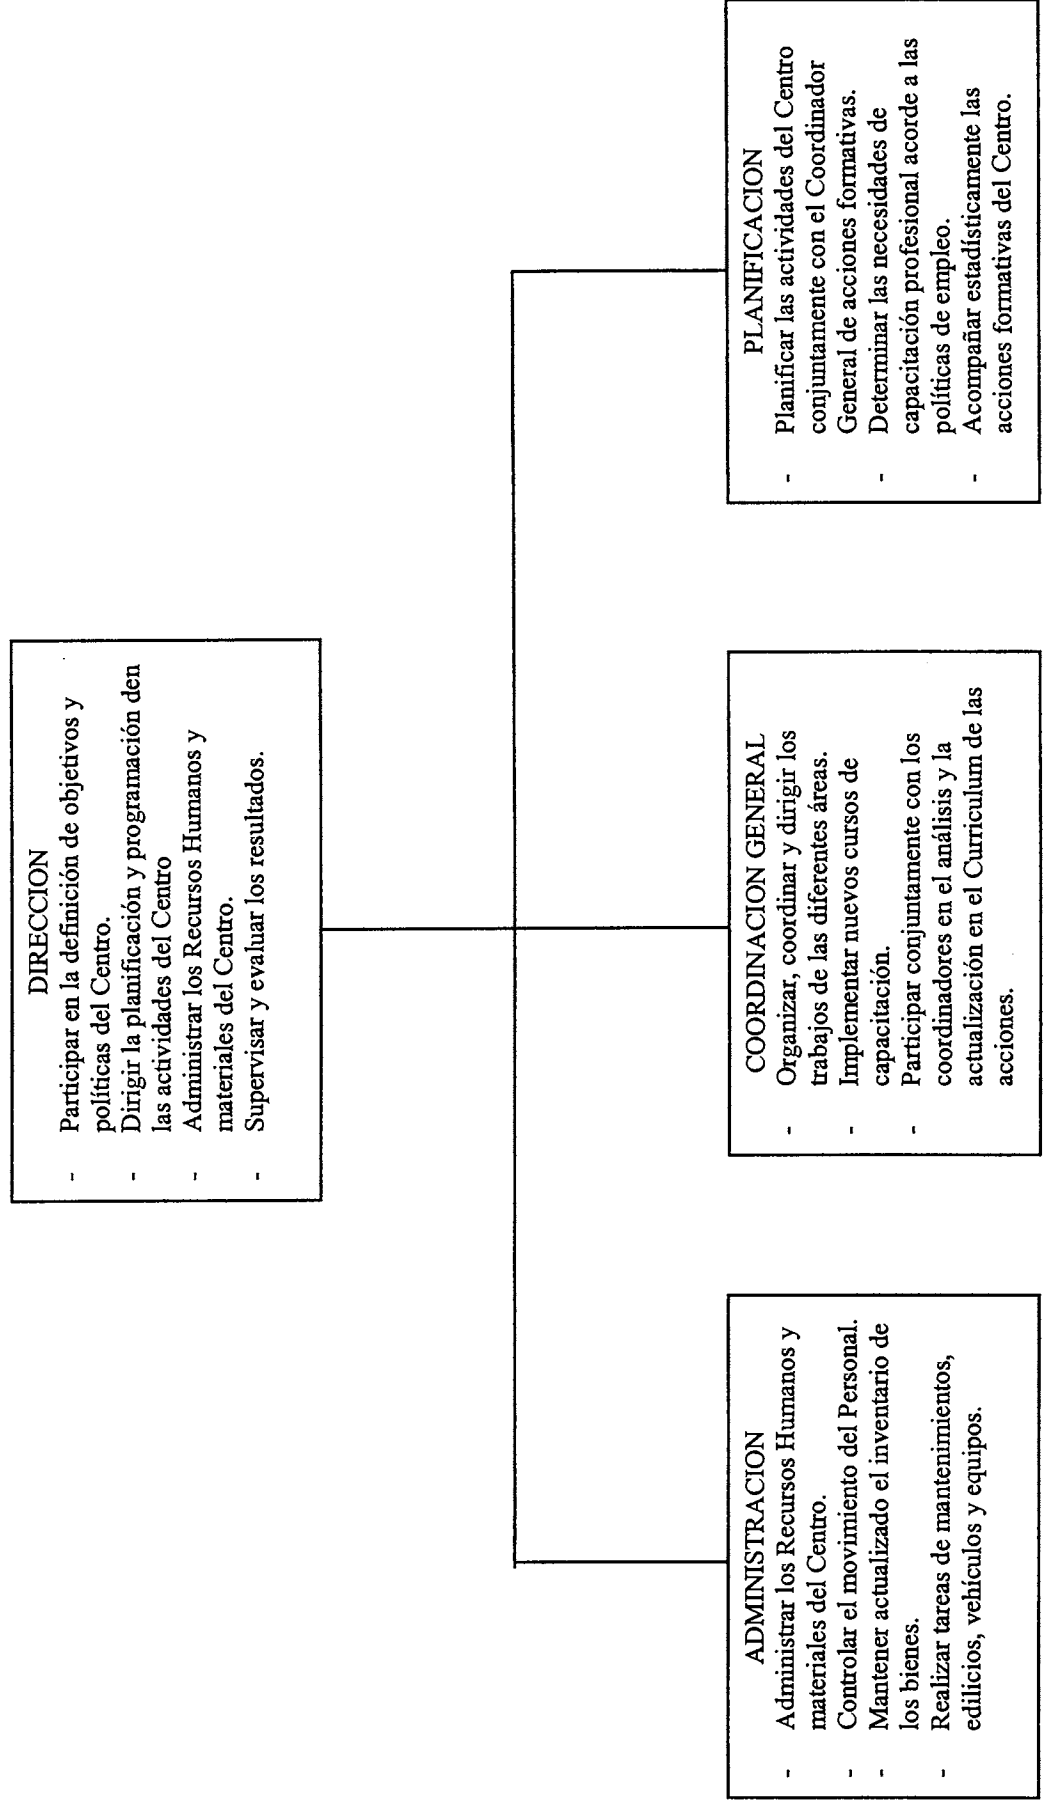 DIRECCION
- Participar en la definición de objetivos y
políticas del Centro.
- Dirigir la planificación y programación den
las actividades del Centro
- Administrar los Recursos Humanos y
materiales del Centro.
- Supervisar y evaluar los resultados.
ADMINISTRACION
- Administrar los Recursos Humanos y
materiales del Centro.
- Controlar el movimiento del Personal.
- Mantener actualizado el inventario de
los bienes.
- Realizar tareas de mantenimientos,
edilicios, vehículos y equipos.
COORDINACION GENERAL
- Organizar, coordinar y dirigir los
trabajos de las diferentes áreas.
- Implementar nuevos cursos de
capacitación.
- Participar conjuntamente con los
coordinadores en el análisis y la
actualización en el Curriculum de las
acciones.
PLANIFICACION
- Planificar las actividades del Centro
conjuntamente con el Coordinador
General de acciones formativas.
- Determinar las necesidades de
capacitación profesional acorde a las
políticas de empleo.
- Acompañar estadísticamente las
acciones formativas del Centro.